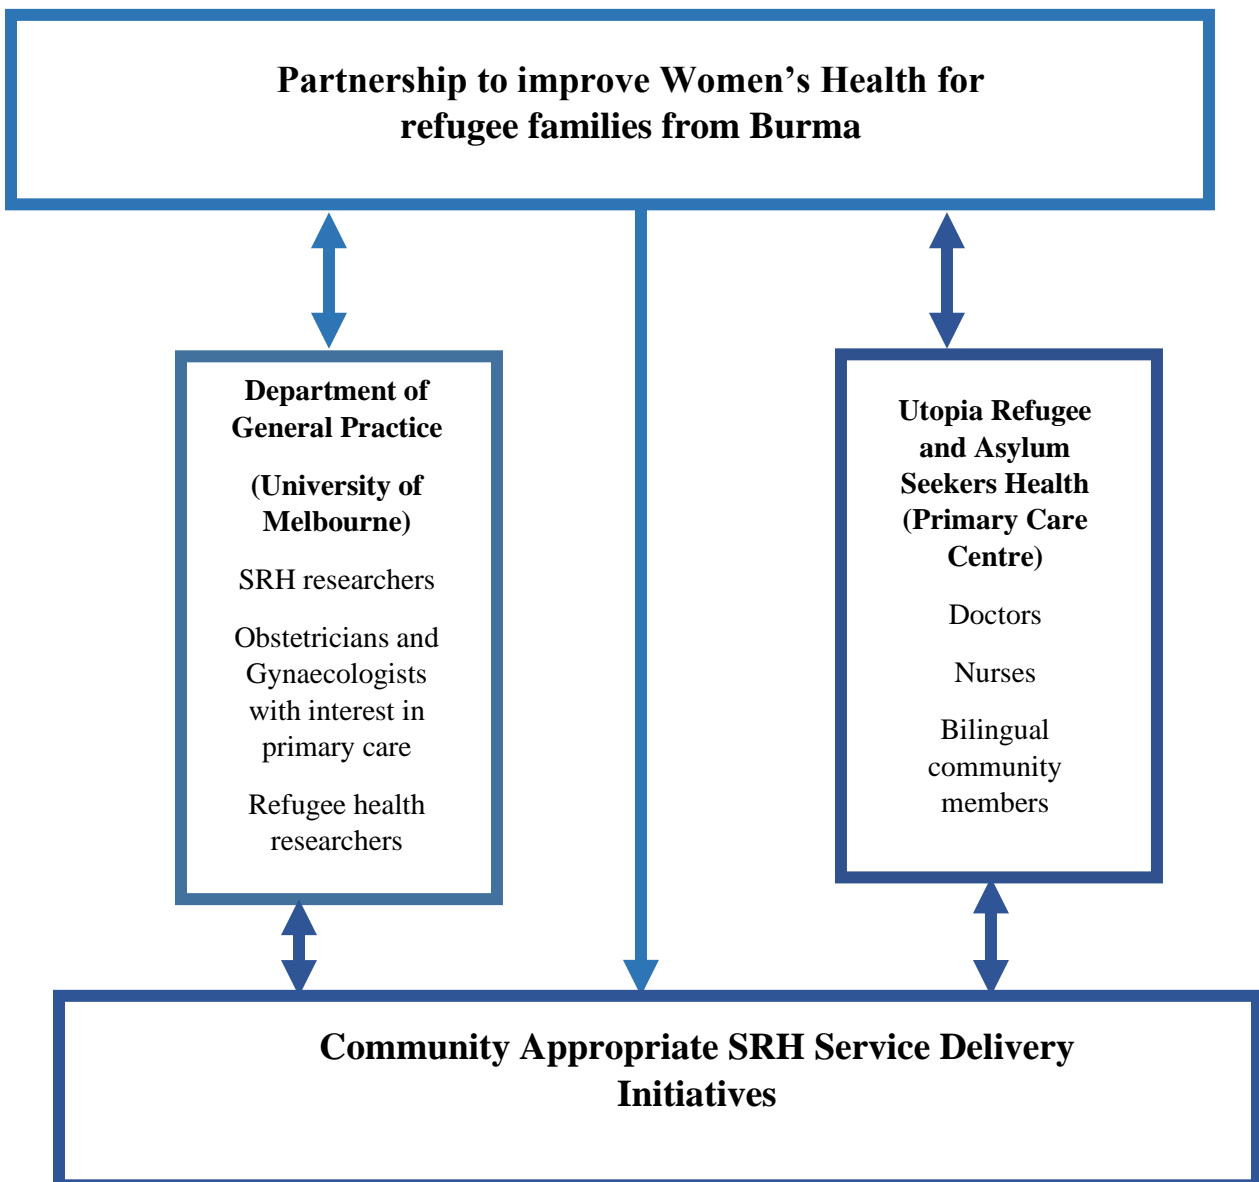 Partnership to improve Women’s Health for
refugee families from Burma
Department of
General Practice
(University of
Melbourne)
SRH researchers
Obstetricians and
Gynaecologists
with interest in
primary care
Refugee health
researchers
Utopia Refugee
and Asylum
Seekers Health
(Primary Care
Centre)
Doctors
Nurses
Bilingual
community
members
Community Appropriate SRH Service Delivery
Initiatives